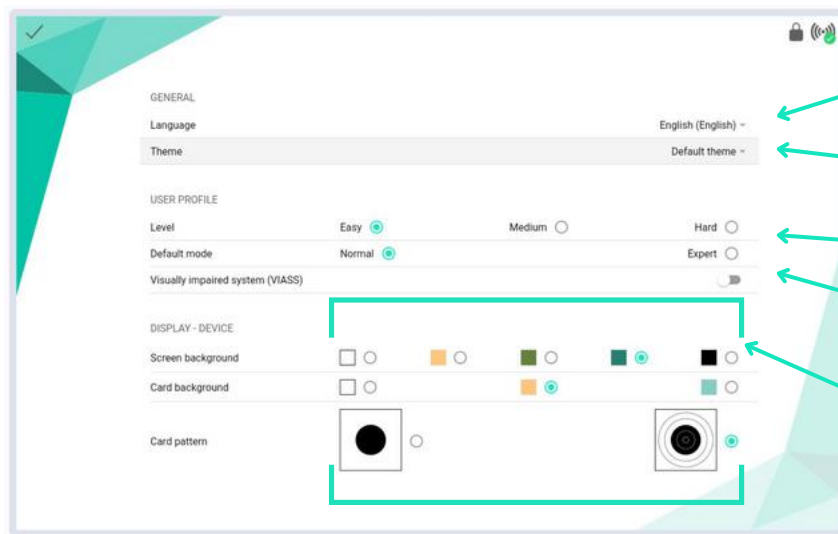 GENERAL
Language English (English)
Theme Default theme
USER PROFILE
Level Easy Medium Hard
Default mode Normal Expert
Visually impaired system (VIASS)
DISPLAY - DEVICE
Screen background
Card background
Card pattern